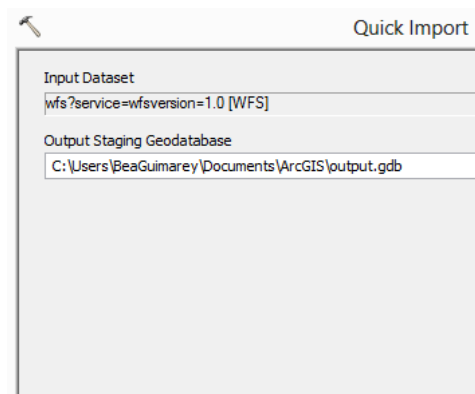 Quick Import
Input Dataset
wfs?service=wfsversion=1.0 [WFS]
Output Staging Geodatabase
C:\Users\BeaGuimarey\Documents\ArcGIS\output.gdb